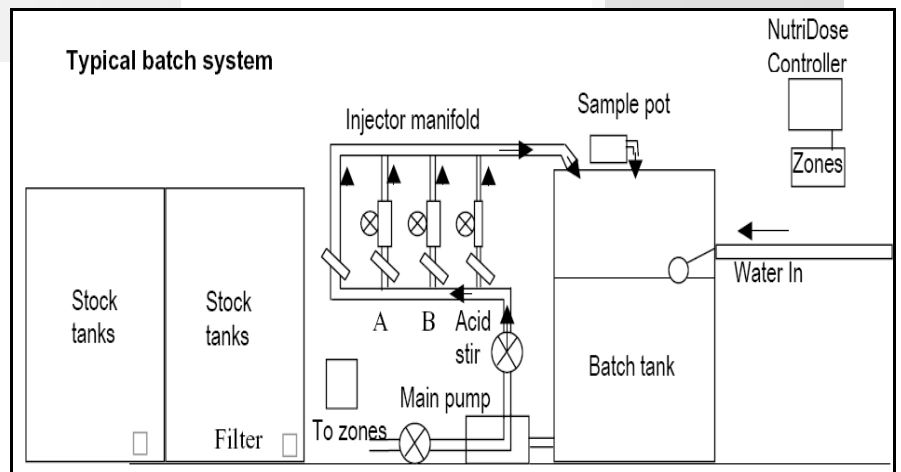 Typical batch system
NutriDose
Controller
Sample pot
Injector manifold
Zones
Water In
Stock
tanks
Stock
tanks
A B Acid
stir
Batch tank
Main pump
To zones
Filter